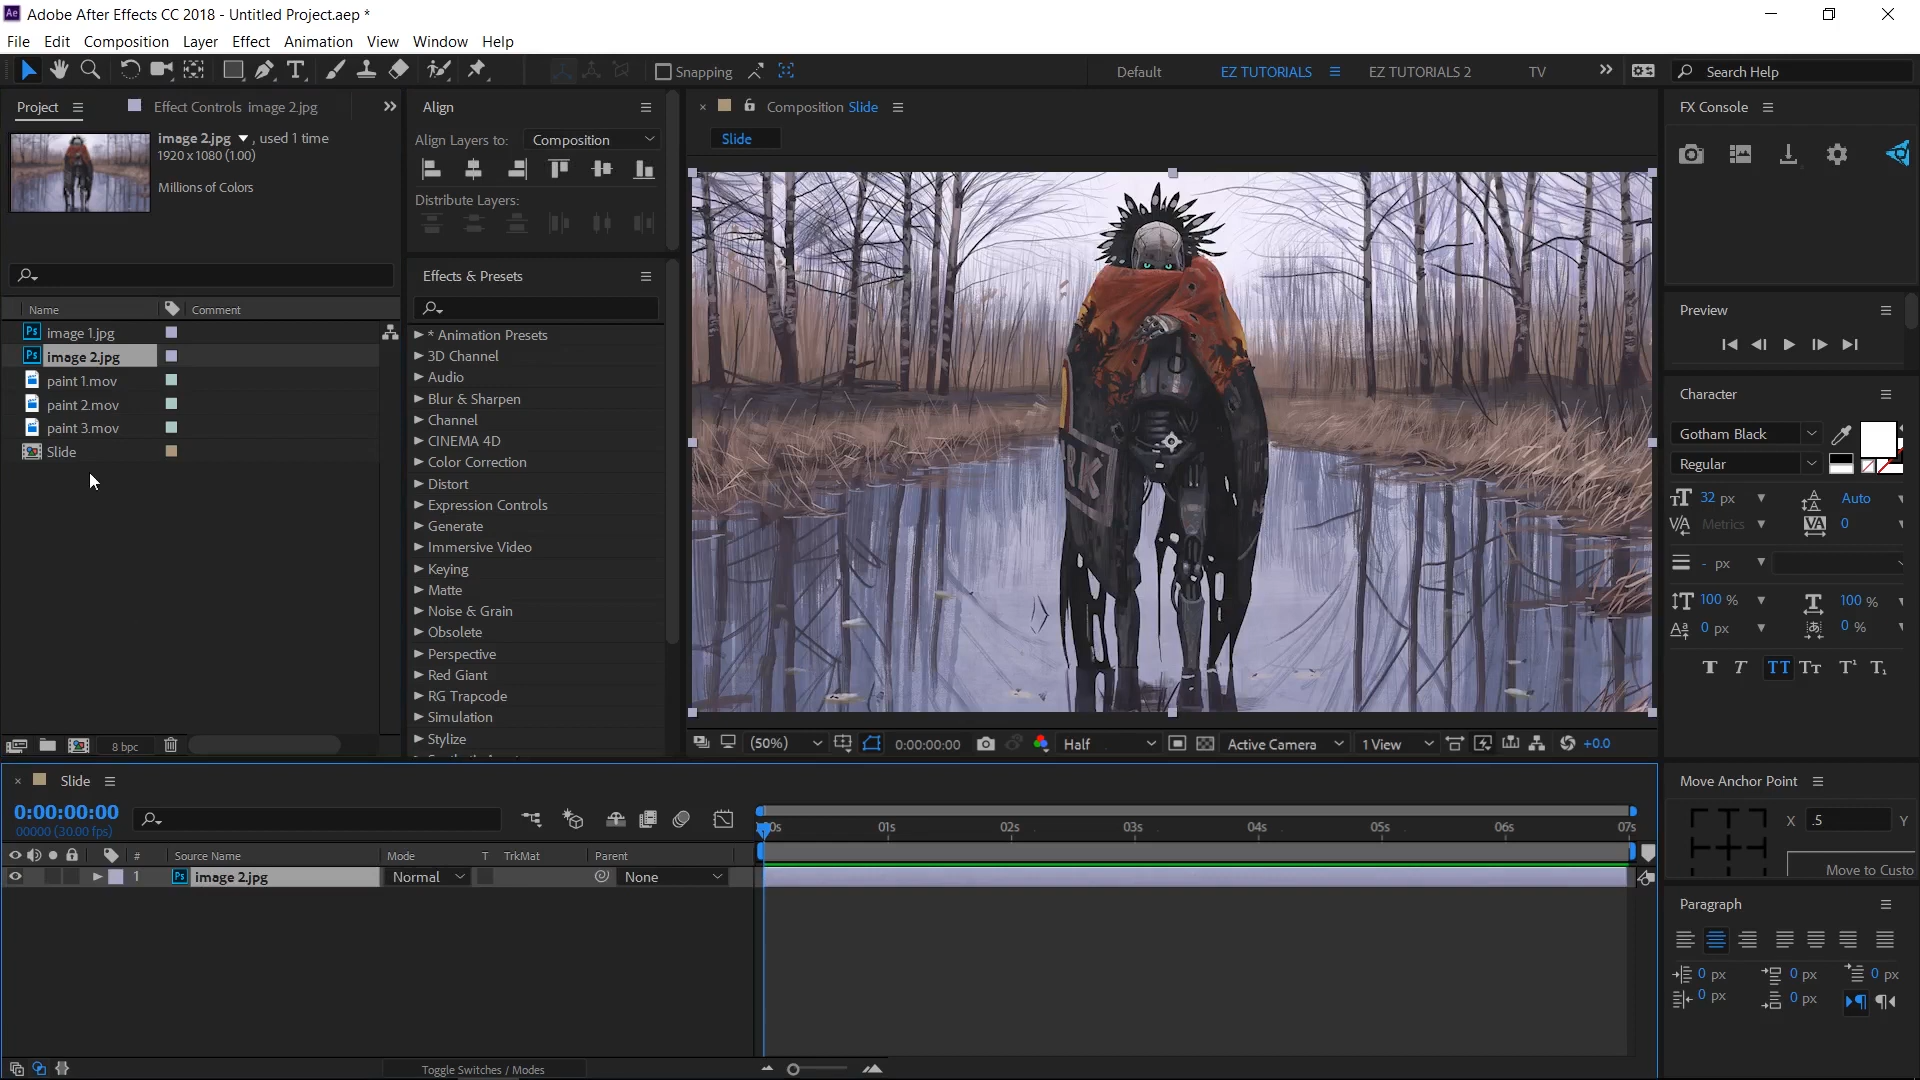 Adobe After Effects CC 2018 - Untitled Project.aep *
File Edit Composition Layer Effect Animation View Window Help
Snapping
Default EZ TUTORIALS EZ TUTORIALS 2 TV Search Help
Project Effect Controls image 2.jpg
image 2.jpg , used 1 time
1920 x 1080 (1.00)
Millions of Colors
Name Comment
image 1.jpg
image 2.jpg
paint 1.mov
paint 2.mov
paint 3.mov
Slide
8 bpc
Align
Align Layers to: Composition
Distribute Layers:
Effects & Presets
* Animation Presets
3D Channel
Audio
Blur & Sharpen
Channel
CINEMA 4D
Color Correction
Distort
Expression Controls
Generate
Immersive Video
Keying
Matte
Noise & Grain
Obsolete
Perspective
Red Giant
RG Trapcode
Simulation
Stylize
Composition Slide
Slide
RK
(50%) 0:00:00:00 Half Active Camera 1 View +0.0
FX Console
Preview
Character
Gotham Black
Regular
32 px Auto
Metrics 0
- px
100 % 100 %
0 px 0 %
T T TT Tt T¹ T₁
Move Anchor Point
X .5 Y
Move to Custo
Paragraph
0 px 0 px 0 px
0 px 0 px
Slide
0:00:00:00
00000 (30.00 fps)
00s 01s 02s 03s 04s 05s 06s 07s
# Source Name Mode T TrkMat Parent
1 image 2.jpg Normal None
Toggle Switches / Modes